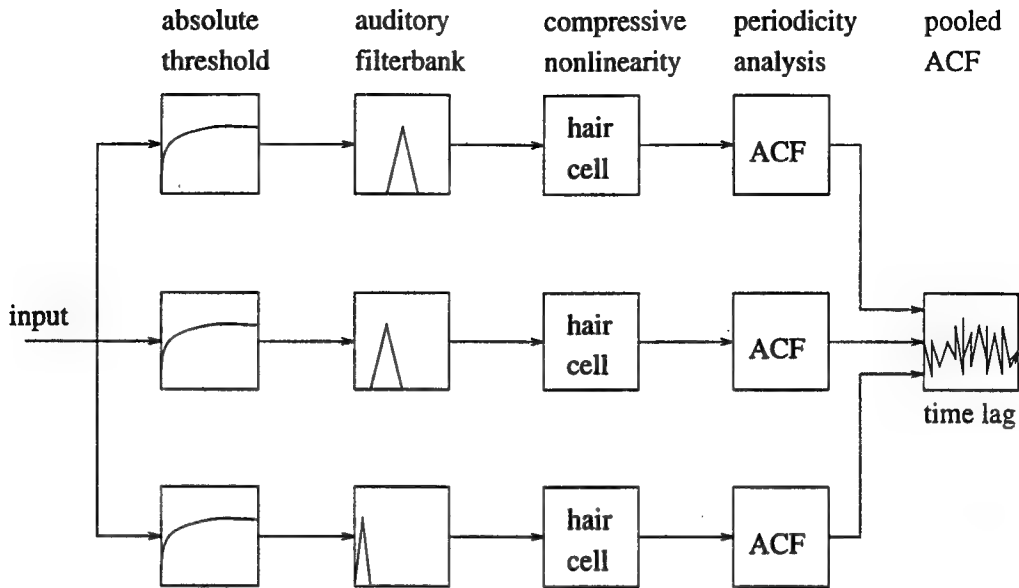 absolute threshold
auditory filterbank
compressive nonlinearity
periodicity analysis
pooled ACF
hair cell
ACF
input
hair cell
ACF
time lag
hair cell
ACF